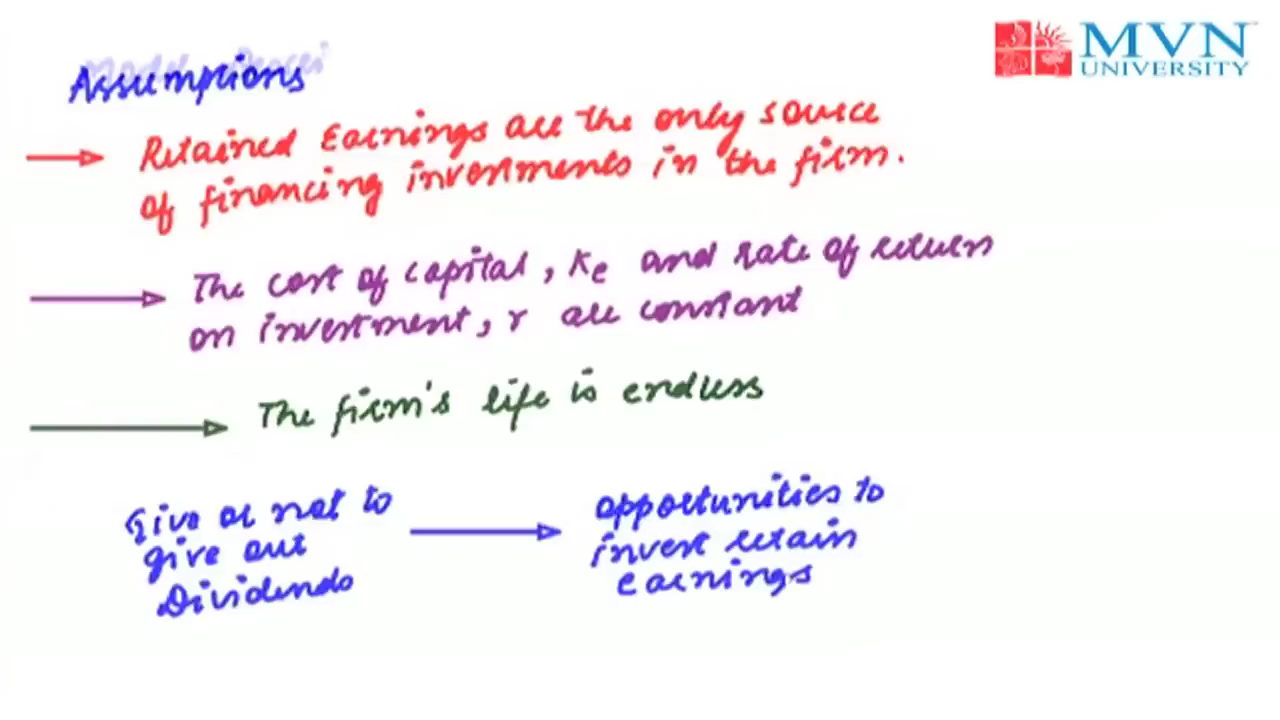 MVN
UNIVERSITY
Assumptions
Retained Earnings are the only source
of financing investments in the firm.
The cost of capital, Ke and rate of return
on investment, r are constant
The firm's life is endless
Give or not to
give out
Dividends
opportunities to
invest retain
earnings